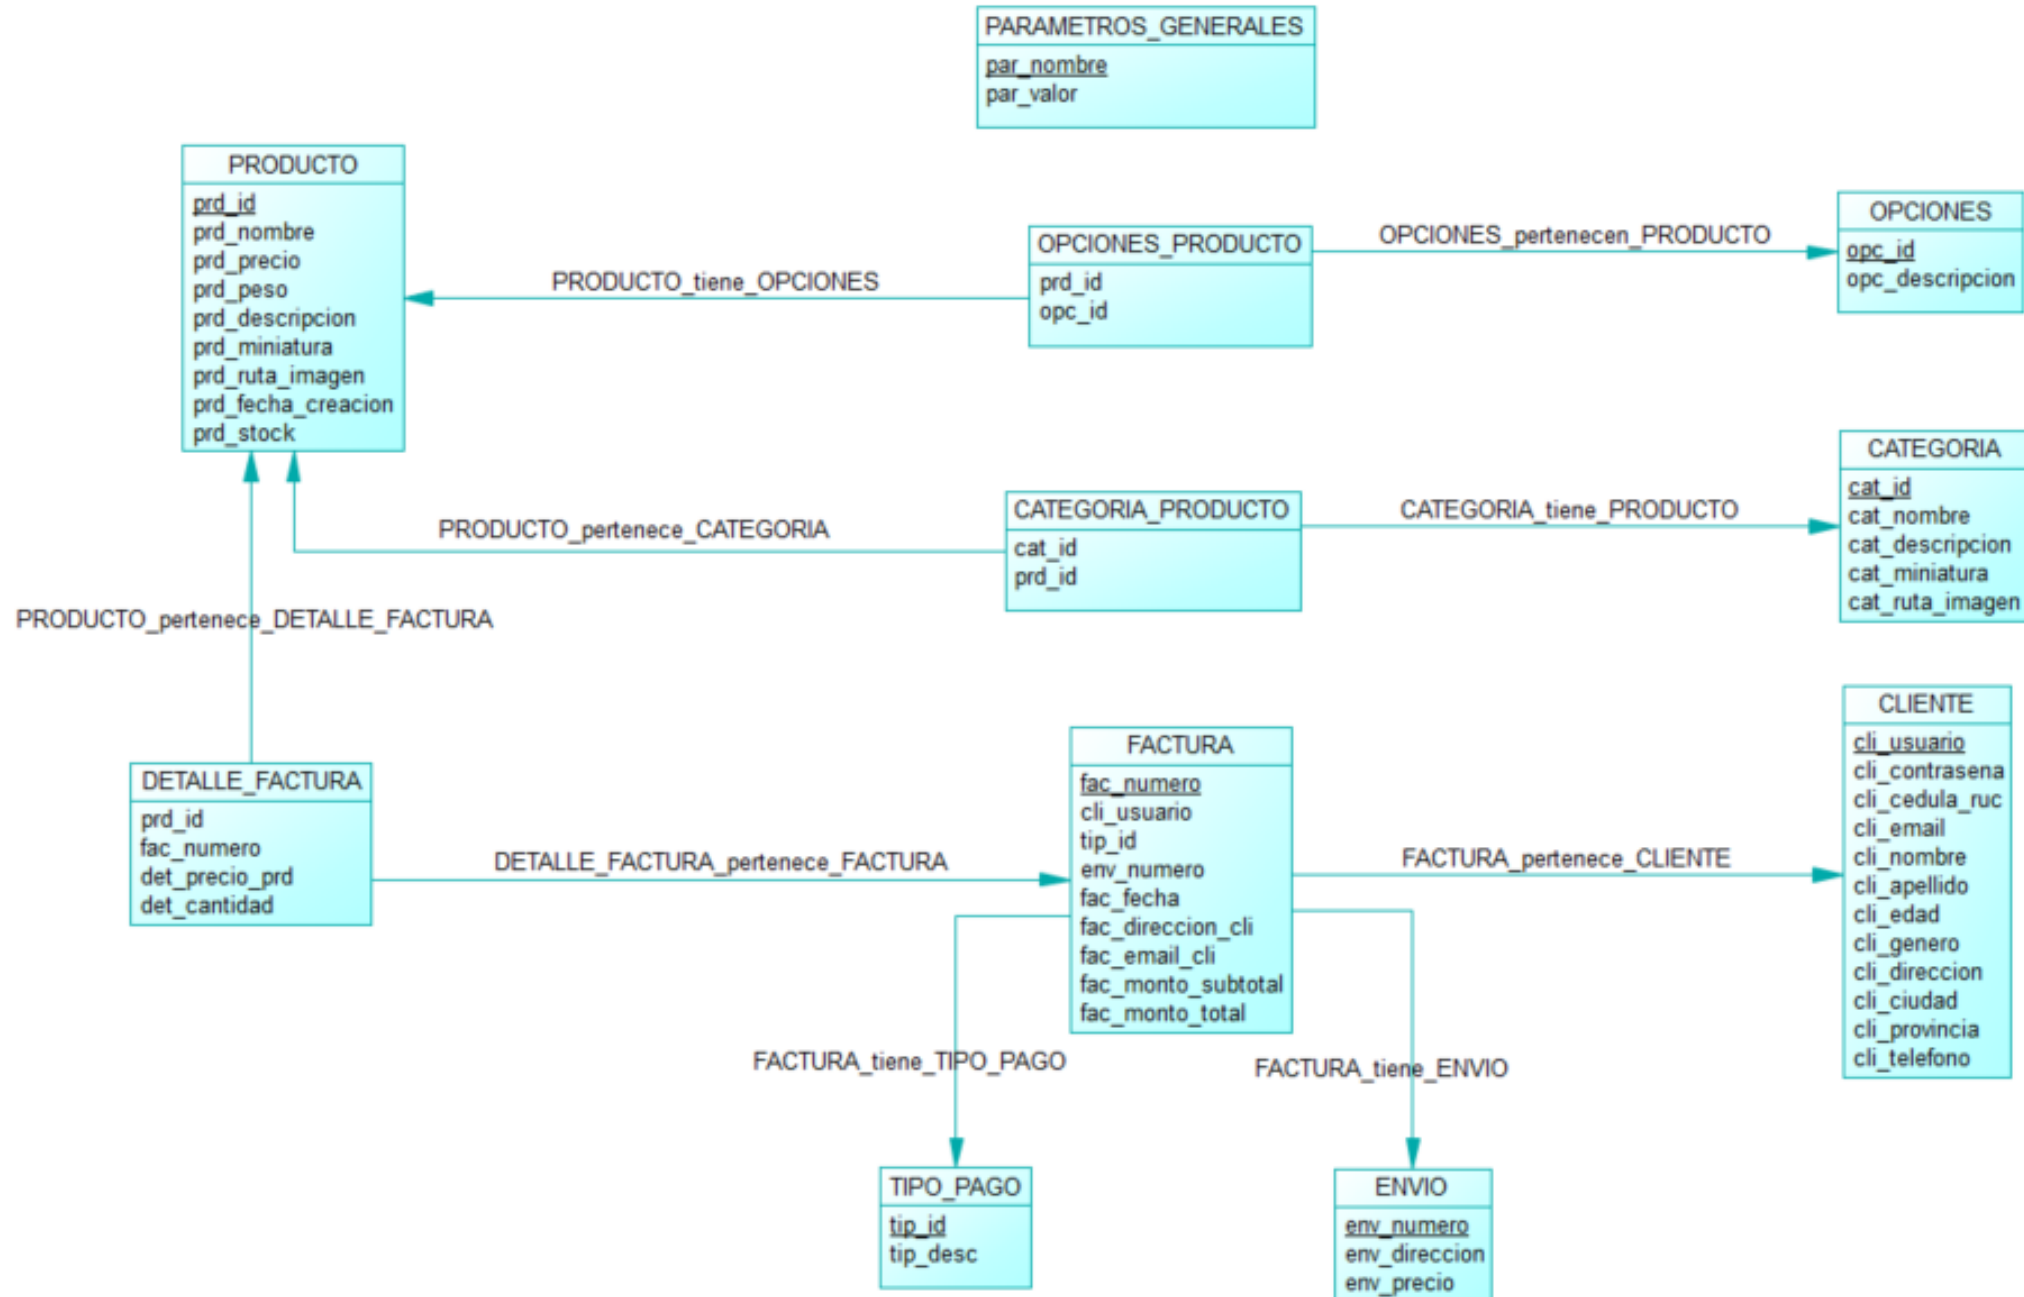 PARAMETROS_GENERALES
par_nombre
par_valor
PRODUCTO
prd_id
prd_nombre
prd_precio
prd_peso
prd_descripcion
prd_miniatura
prd_ruta_imagen
prd_fecha_creacion
prd_stock
PRODUCTO_tiene_OPCIONES
OPCIONES_PRODUCTO
prd_id
opc_id
OPCIONES_pertenecen_PRODUCTO
OPCIONES
opc_id
opc_descripcion
PRODUCTO_pertenece_CATEGORIA
CATEGORIA_PRODUCTO
cat_id
prd_id
CATEGORIA_tiene_PRODUCTO
CATEGORIA
cat_id
cat_nombre
cat_descripcion
cat_miniatura
cat_ruta_imagen
PRODUCTO_pertenece_DETALLE_FACTURA
DETALLE_FACTURA
prd_id
fac_numero
det_precio_prd
det_cantidad
DETALLE_FACTURA_pertenece_FACTURA
FACTURA
fac_numero
cli_usuario
tip_id
env_numero
fac_fecha
fac_direccion_cli
fac_email_cli
fac_monto_subtotal
fac_monto_total
FACTURA_pertenece_CLIENTE
CLIENTE
cli_usuario
cli_contrasena
cli_cedula_ruc
cli_email
cli_nombre
cli_apellido
cli_edad
cli_genero
cli_direccion
cli_ciudad
cli_provincia
cli_telefono
FACTURA_tiene_TIPO_PAGO
FACTURA_tiene_ENVIO
TIPO_PAGO
tip_id
tip_desc
ENVIO
env_numero
env_direccion
env_precio